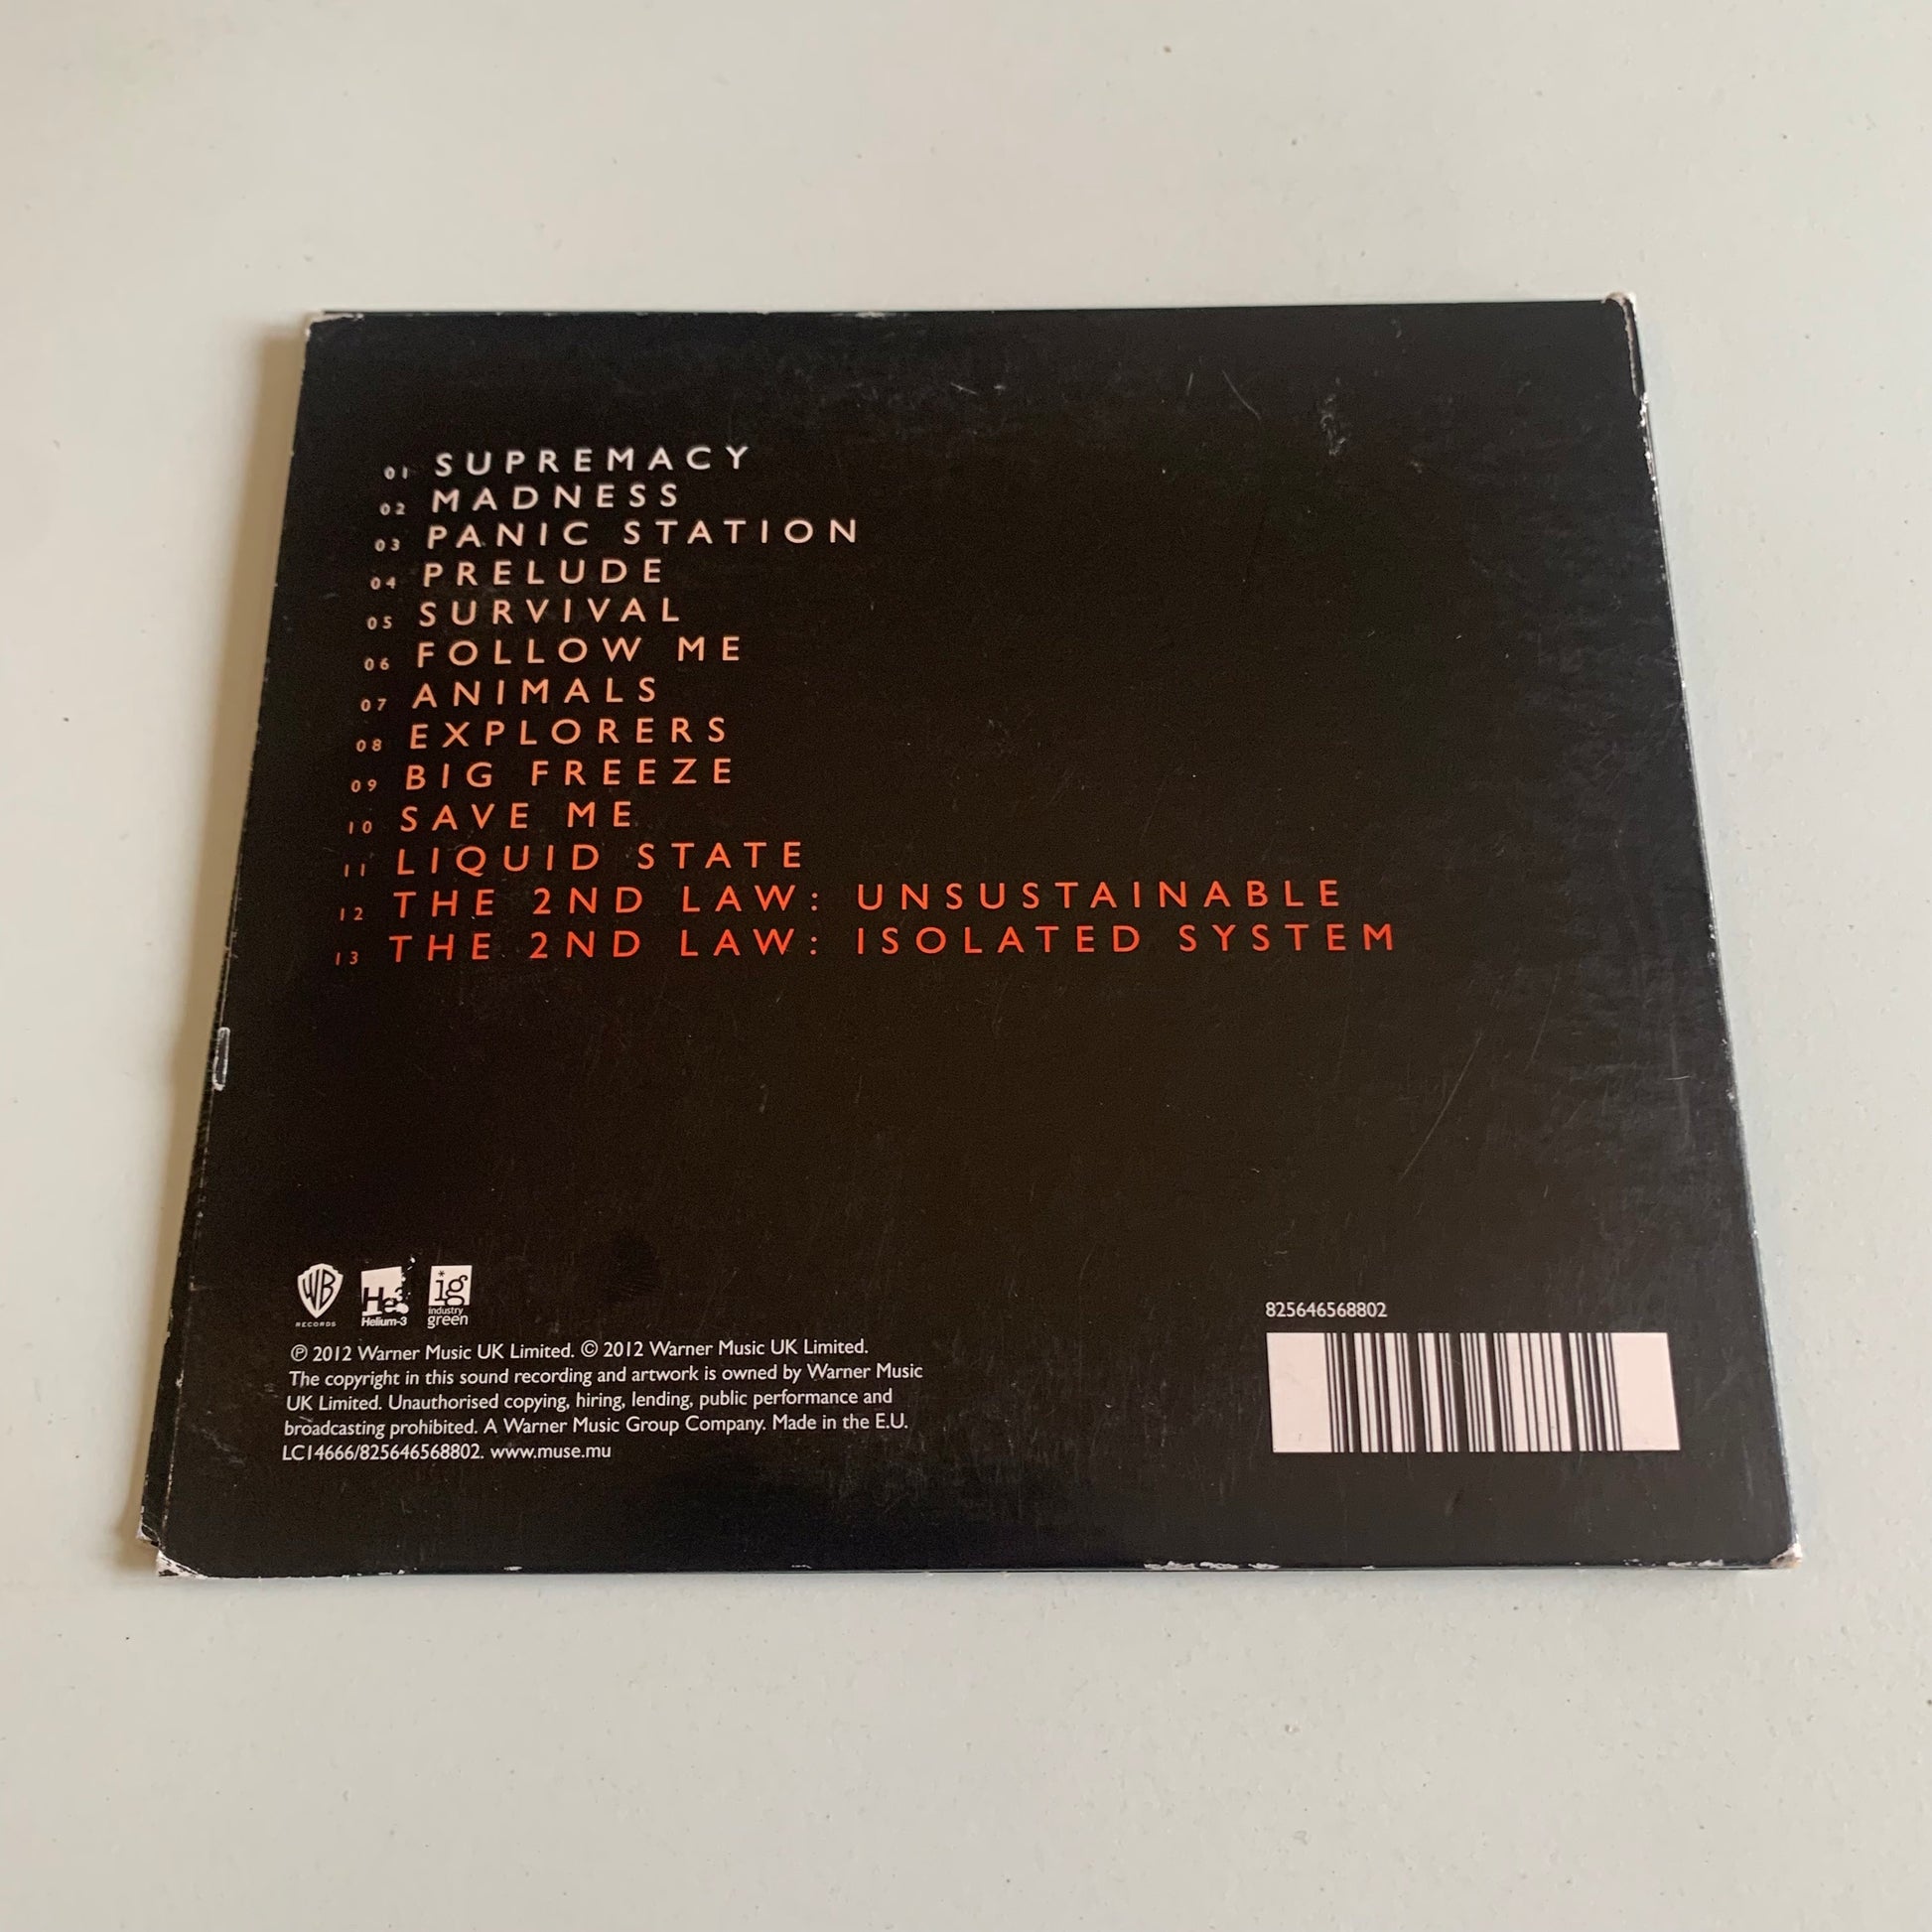 01 SUPREMACY
02 MADNESS
03 PANIC STATION
04 PRELUDE
05 SURVIVAL
06 FOLLOW ME
07 ANIMALS
08 EXPLORERS
09 BIG FREEZE
10 SAVE ME
11 LIQUID STATE
12 THE 2ND LAW: UNSUSTAINABLE
13 THE 2ND LAW: ISOLATED SYSTEM
WB
RECORDS
He3
Helium-3
ig
industry
green
℗ 2012 Warner Music UK Limited. © 2012 Warner Music UK Limited.
The copyright in this sound recording and artwork is owned by Warner Music
UK Limited. Unauthorised copying, hiring, lending, public performance and
broadcasting prohibited. A Warner Music Group Company. Made in the E.U.
LC14666/825646568802. www.muse.mu
825646568802